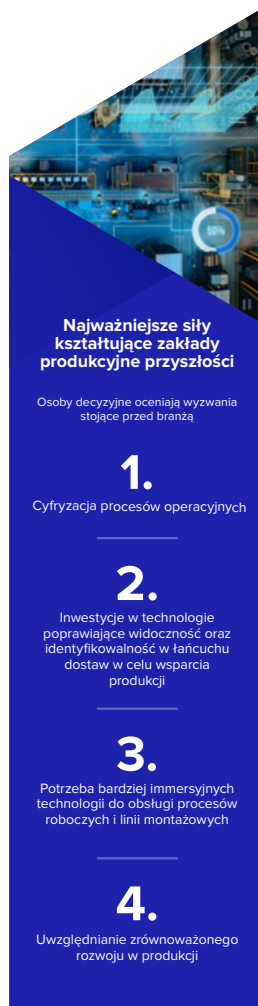 50%
Najważniejsze siły
kształtujące zakłady
produkcyjne przyszłości
Osoby decyzyjne oceniają wyzwania
stojące przed branżą
1.
Cyfryzacja procesów operacyjnych
2.
Inwestycje w technologie
poprawiające widoczność oraz
identyfikowalność w łańcuchu
dostaw w celu wsparcia
produkcji
3.
Potrzeba bardziej immersyjnych
technologii do obsługi procesów
roboczych i linii montażowych
4.
Uwzględnianie zrównoważonego
rozwoju w produkcji